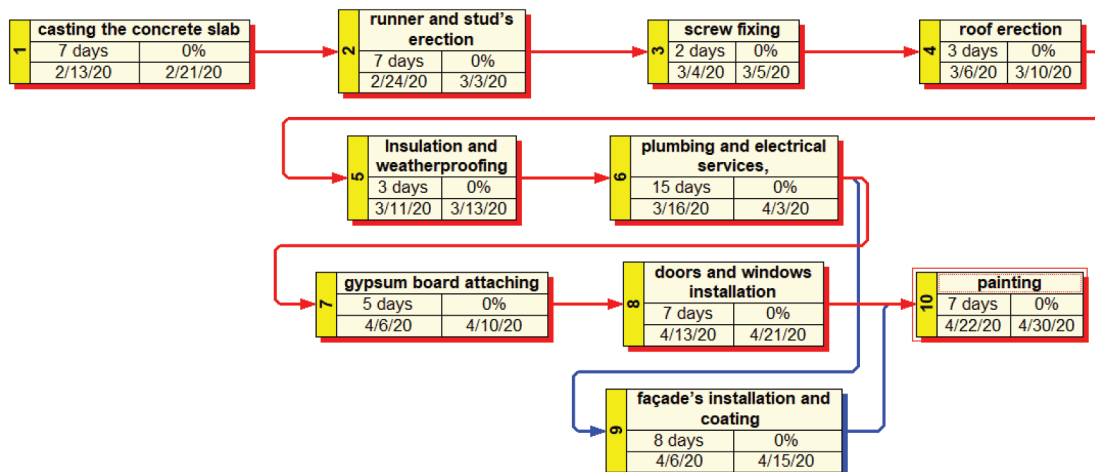 1
casting the concrete slab
7 days 0%
2/13/20 2/21/20
2
runner and stud's
erection
7 days 0%
2/24/20 3/3/20
3
screw fixing
2 days 0%
3/4/20 3/5/20
4
roof erection
3 days 0%
3/6/20 3/10/20
5
Insulation and
weatherproofing
3 days 0%
3/11/20 3/13/20
6
plumbing and electrical
services,
15 days 0%
3/16/20 4/3/20
7
gypsum board attaching
5 days 0%
4/6/20 4/10/20
8
doors and windows
installation
7 days 0%
4/13/20 4/21/20
10
painting
7 days 0%
4/22/20 4/30/20
9
façade's installation and
coating
8 days 0%
4/6/20 4/15/20